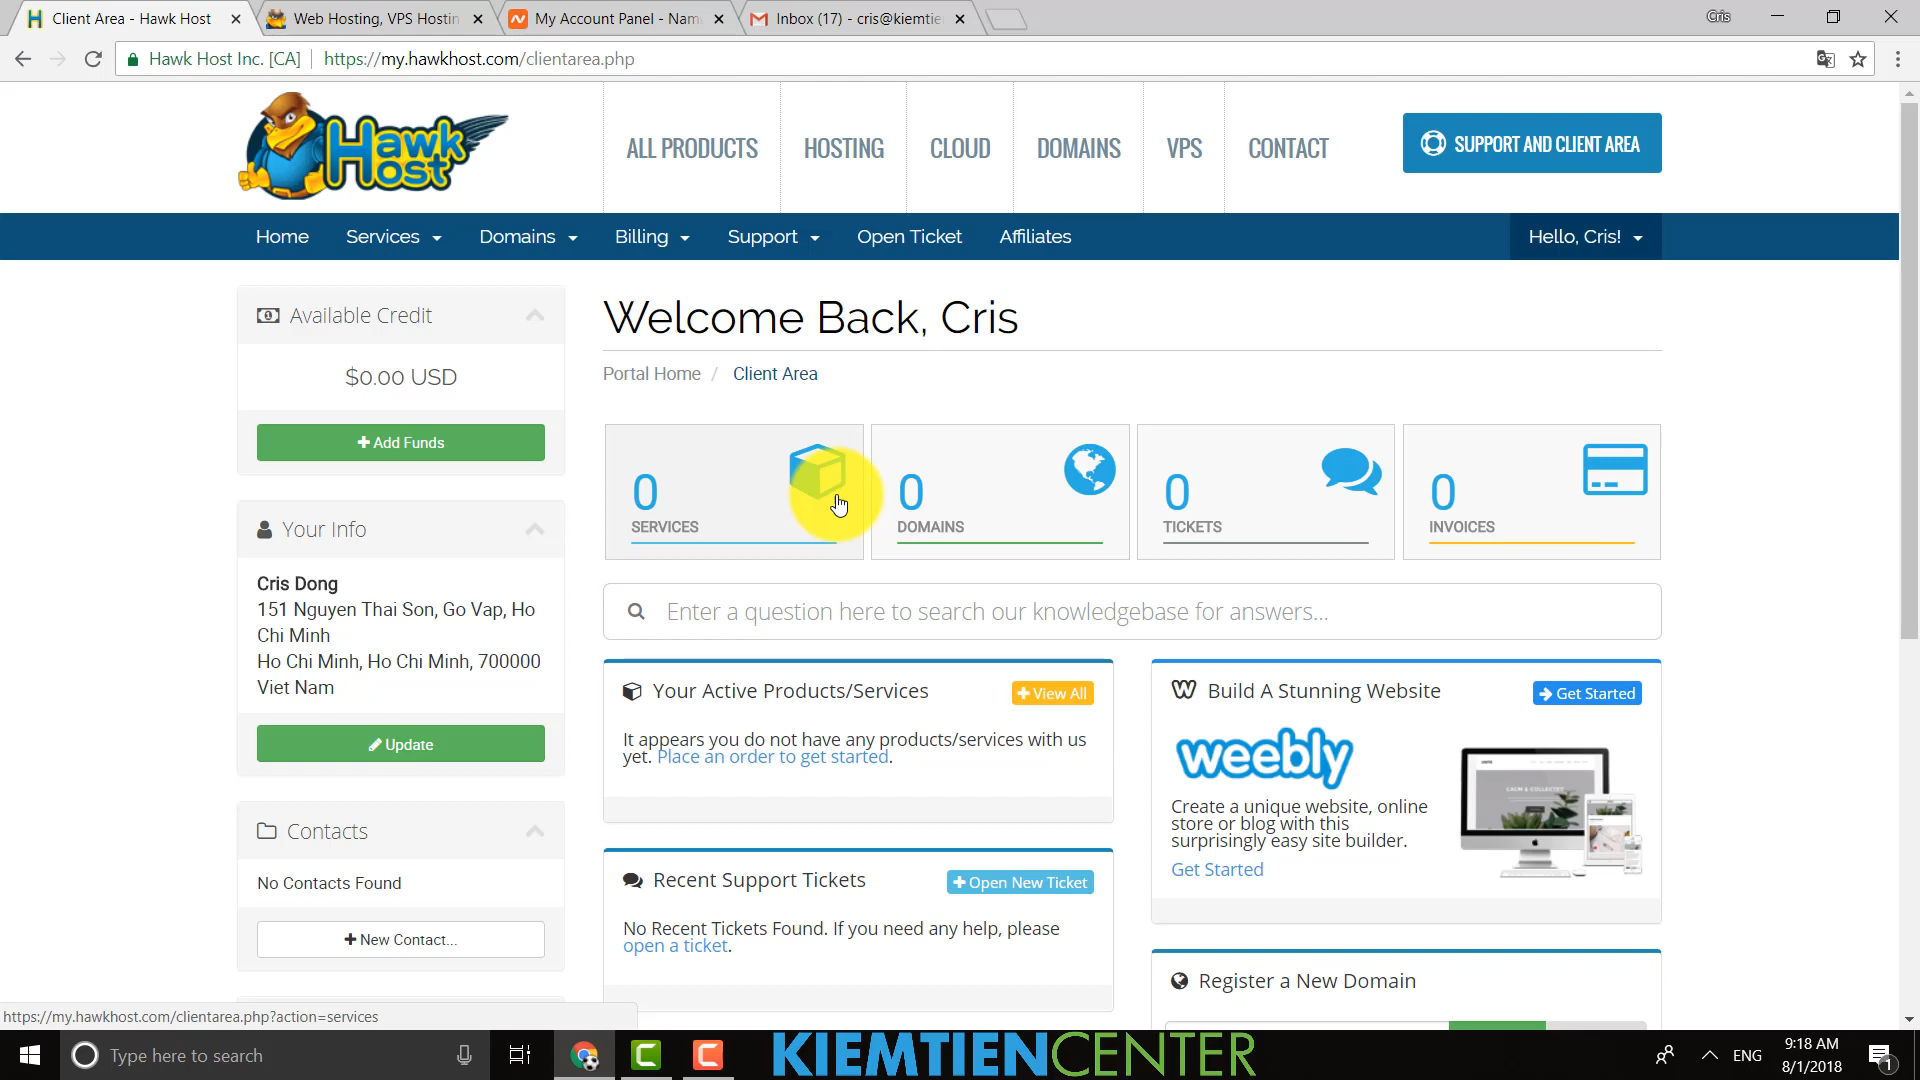 Client Area - Hawk Host
Web Hosting, VPS Hostin
My Account Panel - Nam
Inbox (17) - cris@kiemtie
Cris
Hawk Host Inc. [CA]
https://my.hawkhost.com/clientarea.php
Hawk Host
ALL PRODUCTS
HOSTING
CLOUD
DOMAINS
VPS
CONTACT
SUPPORT AND CLIENT AREA
Home
Services
Domains
Billing
Support
Open Ticket
Affiliates
Hello, Cris!
Available Credit
$0.00 USD
Add Funds
Your Info
Cris Dong
151 Nguyen Thai Son, Go Vap, Ho
Chi Minh
Ho Chi Minh, Ho Chi Minh, 700000
Viet Nam
Update
Contacts
No Contacts Found
New Contact...
Welcome Back, Cris
Portal Home / Client Area
0
SERVICES
0
DOMAINS
0
TICKETS
0
INVOICES
Enter a question here to search our knowledgebase for answers...
Your Active Products/Services
View All
It appears you do not have any products/services with us
yet. Place an order to get started.
Recent Support Tickets
Open New Ticket
No Recent Tickets Found. If you need any help, please
open a ticket.
Build A Stunning Website
Get Started
weebly
Create a unique website, online
store or blog with this
surprisingly easy site builder.
Get Started
CALM & COLLECTED
Register a New Domain
https://my.hawkhost.com/clientarea.php?action=services
Type here to search
KIEMTIENCENTER
ENG
9:18 AM
8/1/2018
1